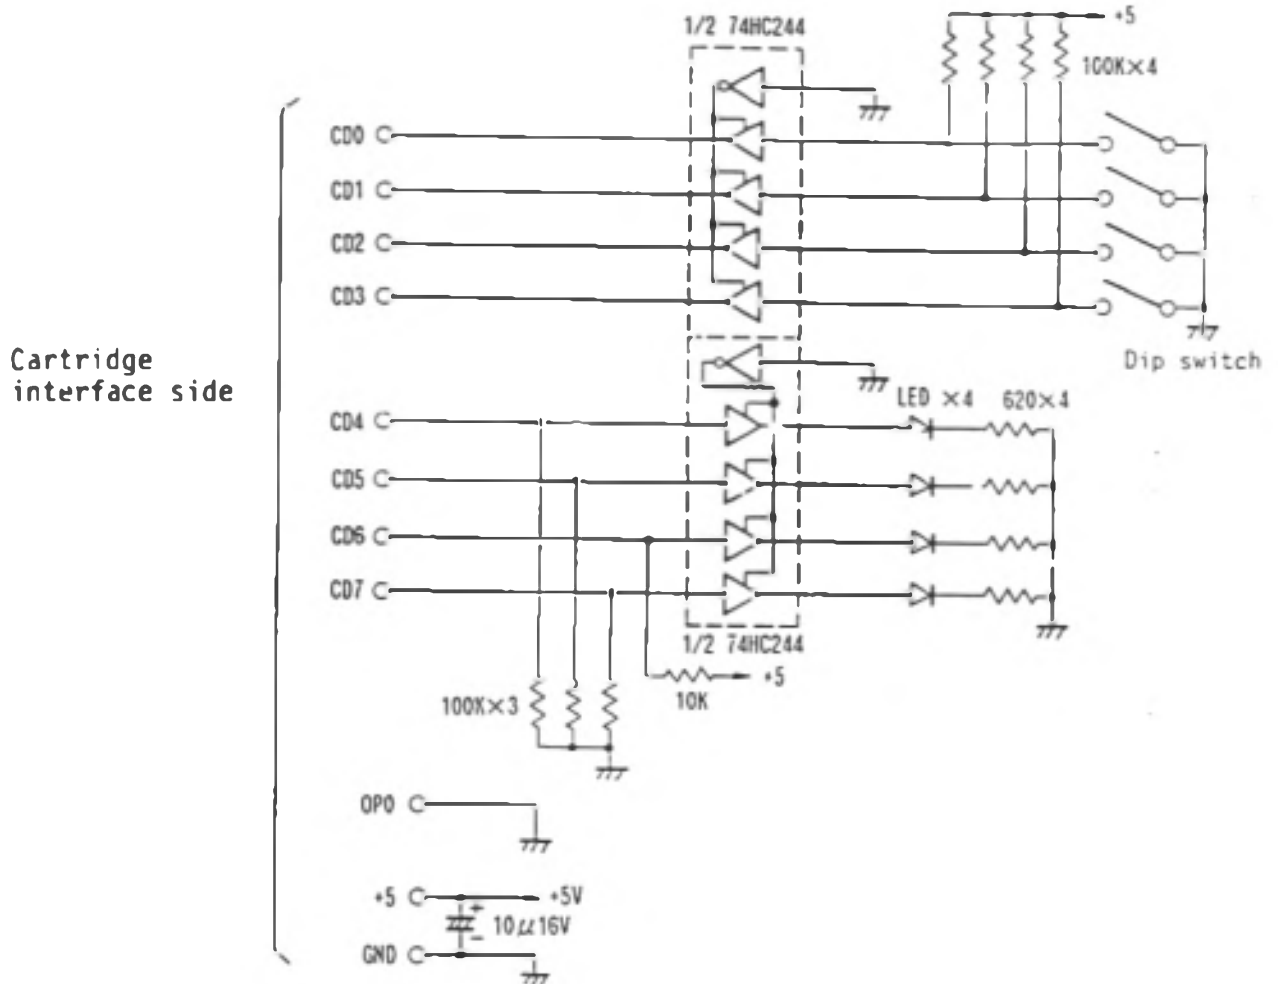 1/2 74HC244
+5
100K×4
CD0
CD1
CD2
CD3
Dip switch
Cartridge
interface side
LED ×4
620×4
CD4
CD5
CD6
CD7
1/2 74HC244
100K×3
10K
+5
OP0
+5
+5V
+
10μ16V
−
GND